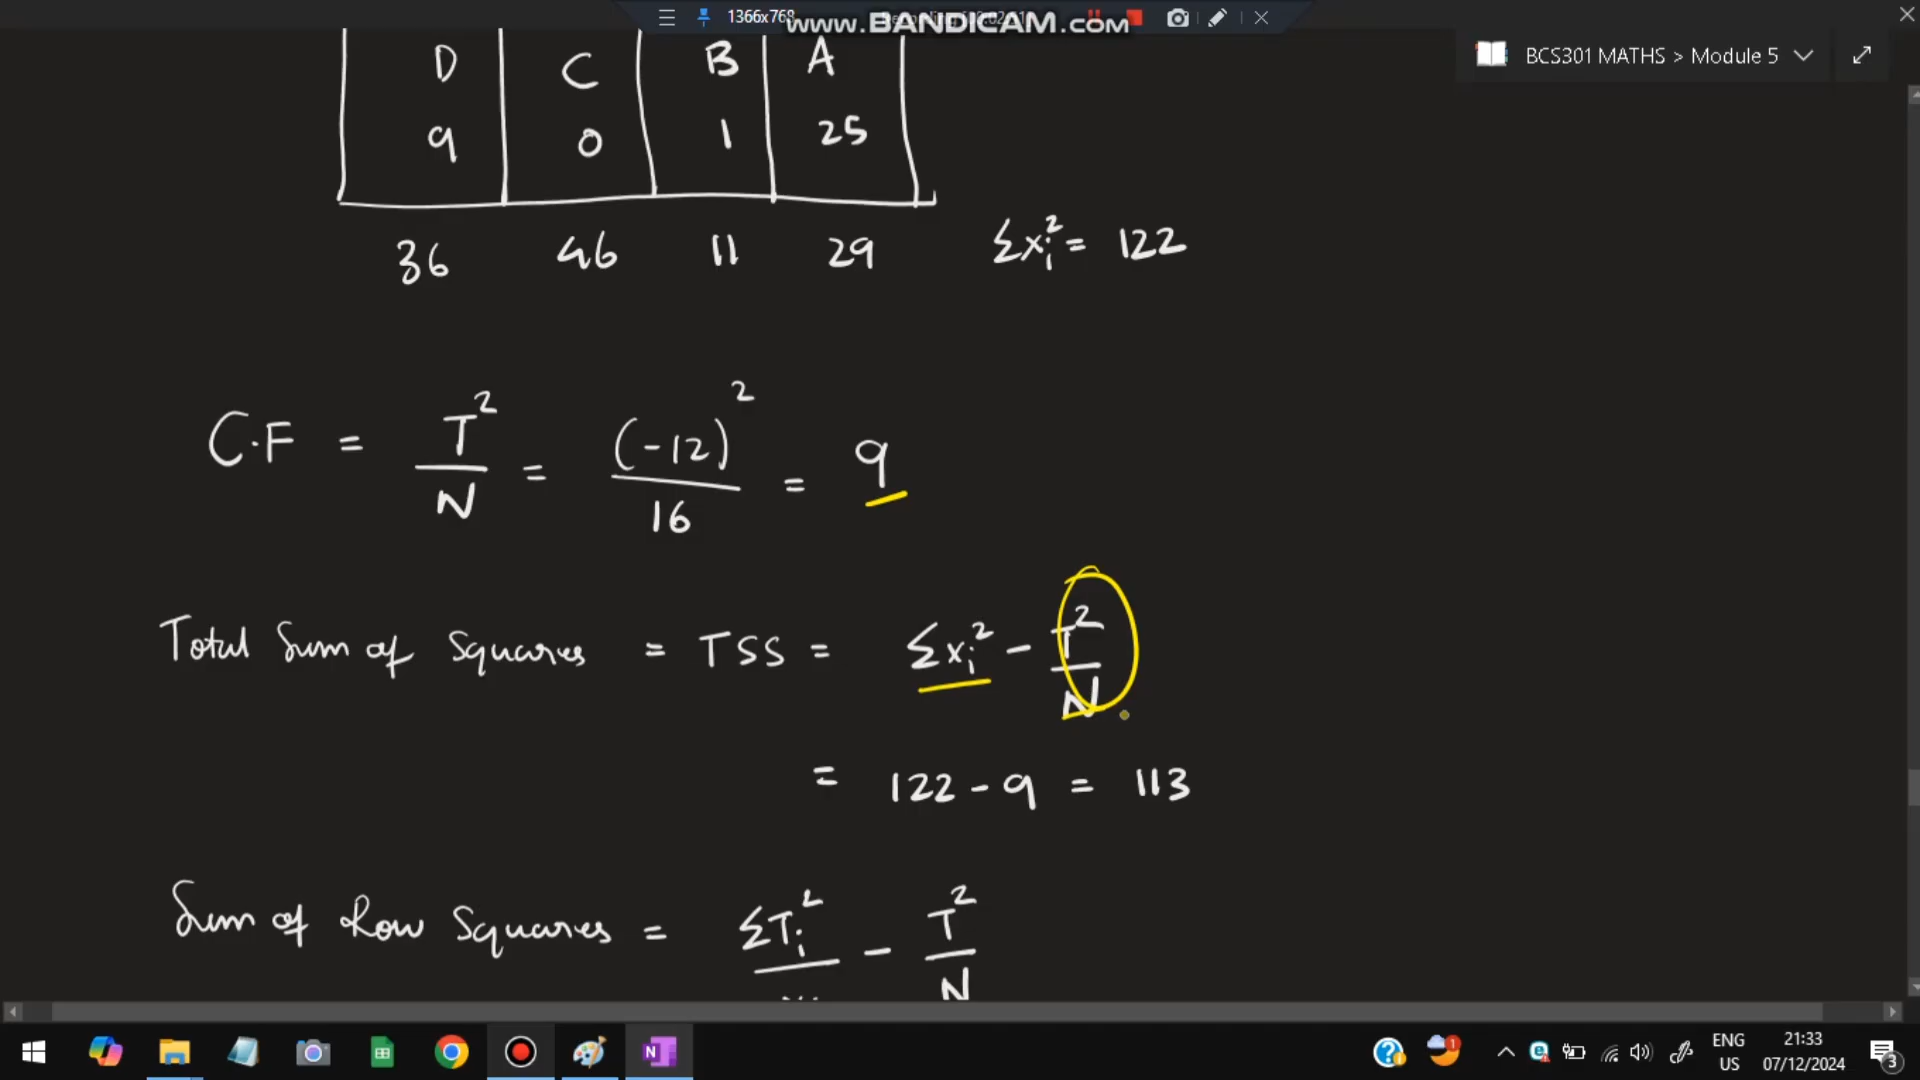 1366x768
www.BANDICAM.com
BCS301 MATHS > Module 5
D C B A
9 0 1 25
36 46 11 29 Σxᵢ² = 122
C.F = T²/N = (-12)²/16 = 9
Total Sum of Squares = TSS = Σxᵢ² - T²/N
= 122 - 9 = 113
Sum of Row Squares = ΣTᵢ² - T²/N
ENG 21:33
US 07/12/2024 3